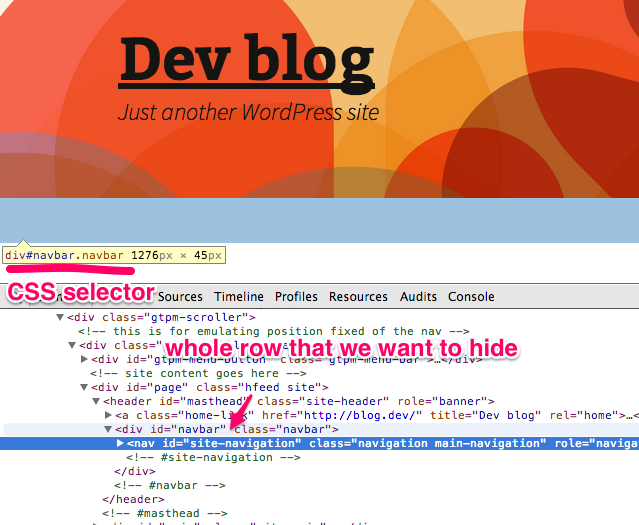 Dev blog
Just another WordPress site
div#navbar.navbar 1276px × 45px
CSS selector
Sources Timeline Profiles Resources Audits Console
<div class="gtpm-scroller">
<!-- this is for emulating position fixed of the nav -->
<div class=
whole row that we want to hide
<div id="gtpm-menu-button" class="gtpm-menu-bar">…</div>
<!-- site content goes here -->
<div id="page" class="hfeed site">
<header id="masthead" class="site-header" role="banner">
<a class="home-link" href="http://blog.dev/" title="Dev blog" rel="home">…<
<div id="navbar" class="navbar">
<nav id="site-navigation" class="navigation main-navigation" role="naviga
<!-- #site-navigation -->
</div>
<!-- #navbar -->
</header>
<!-- #masthead -->